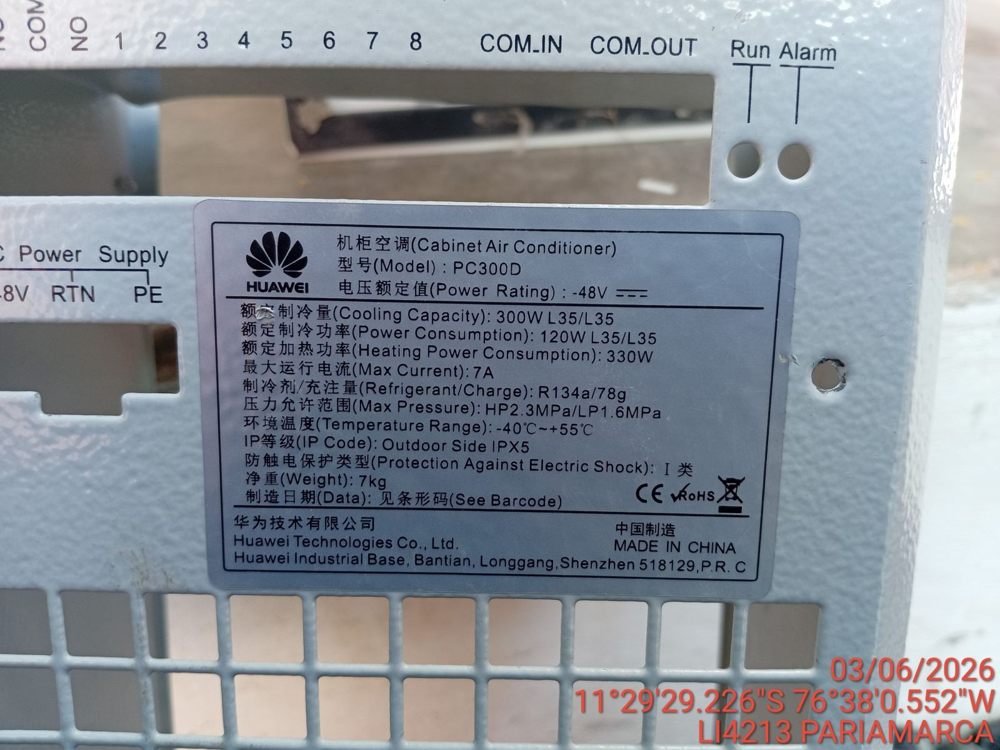 COM
NO
1 2 3 4 5 6 7 8 COM_IN COM_OUT Run Alarm
Power Supply
RTN PE
HUAWEI
机柜空调(Cabinet Air Conditioner)
型号(Model) : PC300D
电压额定值(Power Rating) : -48V
额定制冷量(Cooling Capacity): 300W L35/L35
额定制冷功率(Power Consumption): 120W L35/L35
额定加热功率(Heating Power Consumption): 330W
最大运行电流(Max Current): 7A
制冷剂/充注量(Refrigerant/Charge): R134a/78g
压力允许范围(Max Pressure): HP2.3MPa/LP1.6MPa
环境温度(Temperature Range): -40℃~+55℃
IP等级(IP Code): Outdoor Side IPX5
防触电保护类型(Protection Against Electric Shock): I 类
净重(Weight): 7kg
制造日期(Data): 见条形码(See Barcode)
CE RoHS
华为技术有限公司
Huawei Technologies Co., Ltd.
Huawei Industrial Base, Bantian, Longgang,Shenzhen 518129,P.R. C
中国制造
MADE IN CHINA
03/06/2026
11°29'29.226"S 76°38'0.552"W
LI4213 PARIAMARCA